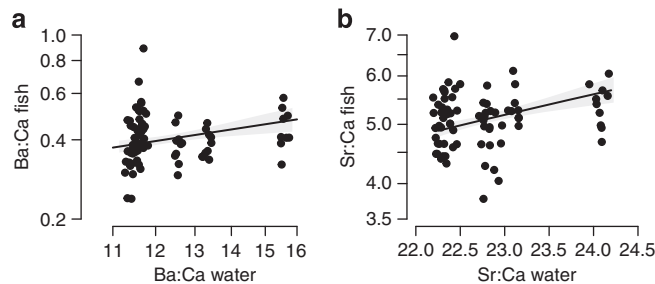 a
1.0
0.8
0.6
0.4
0.2
Ba:Ca fish
11 12 13 14 15 16
Ba:Ca water
b
7.0
6.0
5.0
4.0
3.5
Sr:Ca fish
22.0 22.5 23.0 23.5 24.0 24.5
Sr:Ca water